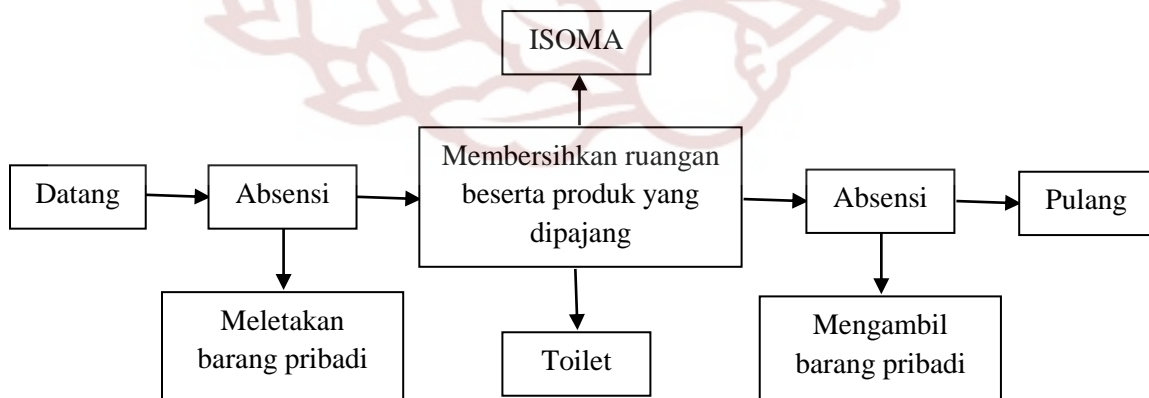 ISOMA
Datang
Absensi
Membersihkan ruangan
beserta produk yang
dipajang
Absensi
Pulang
Meletakan
barang pribadi
Toilet
Mengambil
barang pribadi